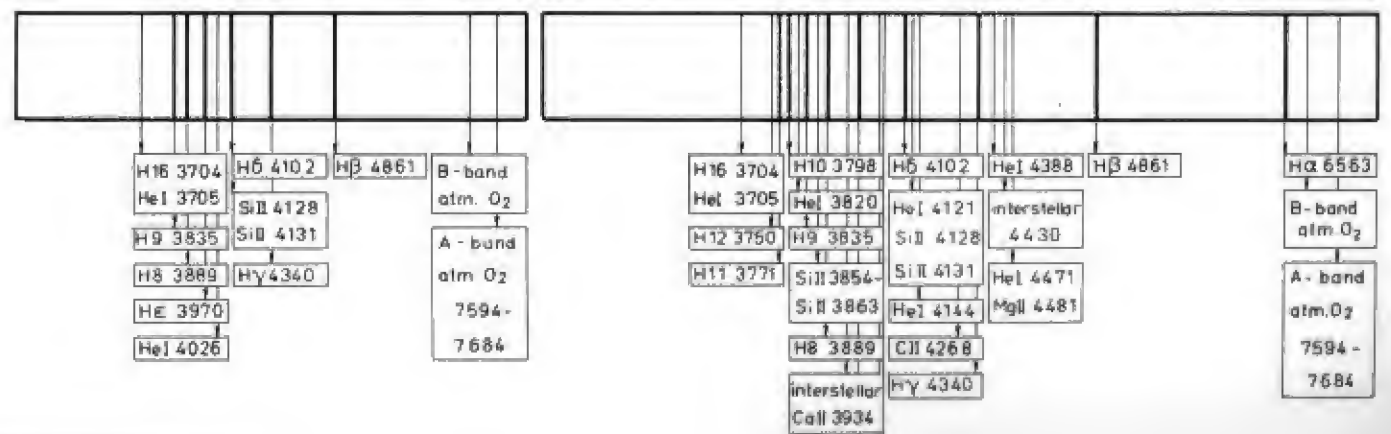 H16 3704
HeI 3705
H9 3835
H8 3889
Hε 3970
HeI 4026
Hδ 4102
SiII 4128
SiII 4131
Hγ 4340
Hβ 4861
B-band
atm. O₂
A-band
atm O₂
7594-
7684
H16 3704
HeI 3705
H12 3750
H11 3771
H10 3798
HeI 3820
H9 3835
SiII 3854-
SiII 3863
H8 3889
interstellar
CaII 3934
Hδ 4102
HeI 4121
SiII 4128
SiII 4131
HeI 4144
CII 4268
Hγ 4340
HeI 4388
interstellar
4430
HeI 4471
MgII 4481
Hβ 4861
Hα 6563
B-band
atm.O₂
A-band
atm.O₂
7594-
7684